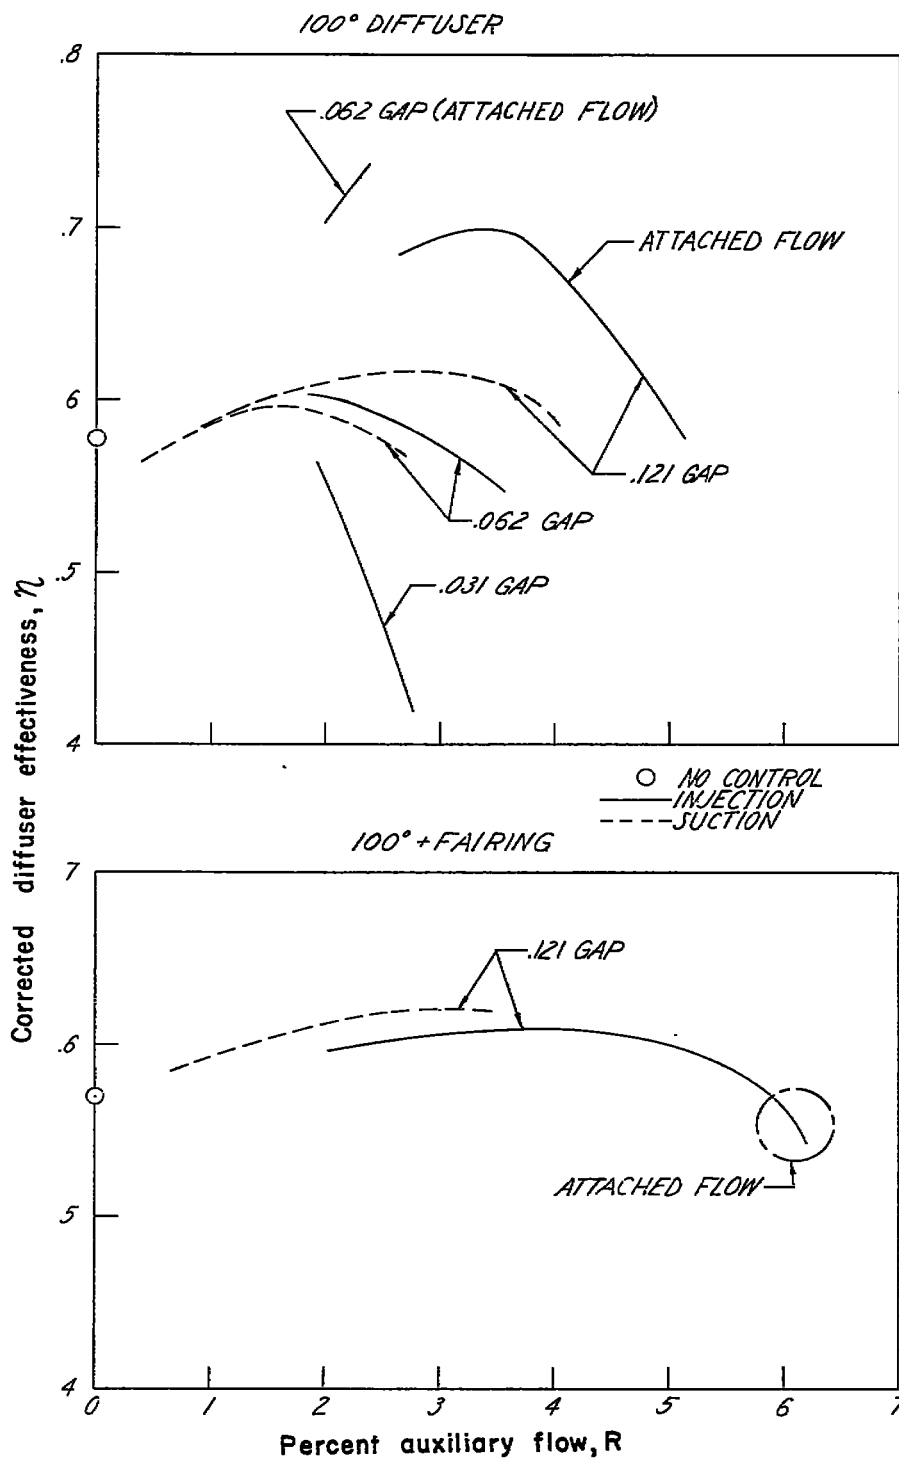 100° DIFFUSER
.8
.062 GAP (ATTACHED FLOW)
.7
ATTACHED FLOW
.6
.121 GAP
.062 GAP
.5
.031 GAP
.4
NO CONTROL
INJECTION
SUCTION
100° + FAIRING
.7
.121 GAP
.6
ATTACHED FLOW
.5
.4
0 1 2 3 4 5 6 7
Percent auxiliary flow, R
Corrected diffuser effectiveness, η